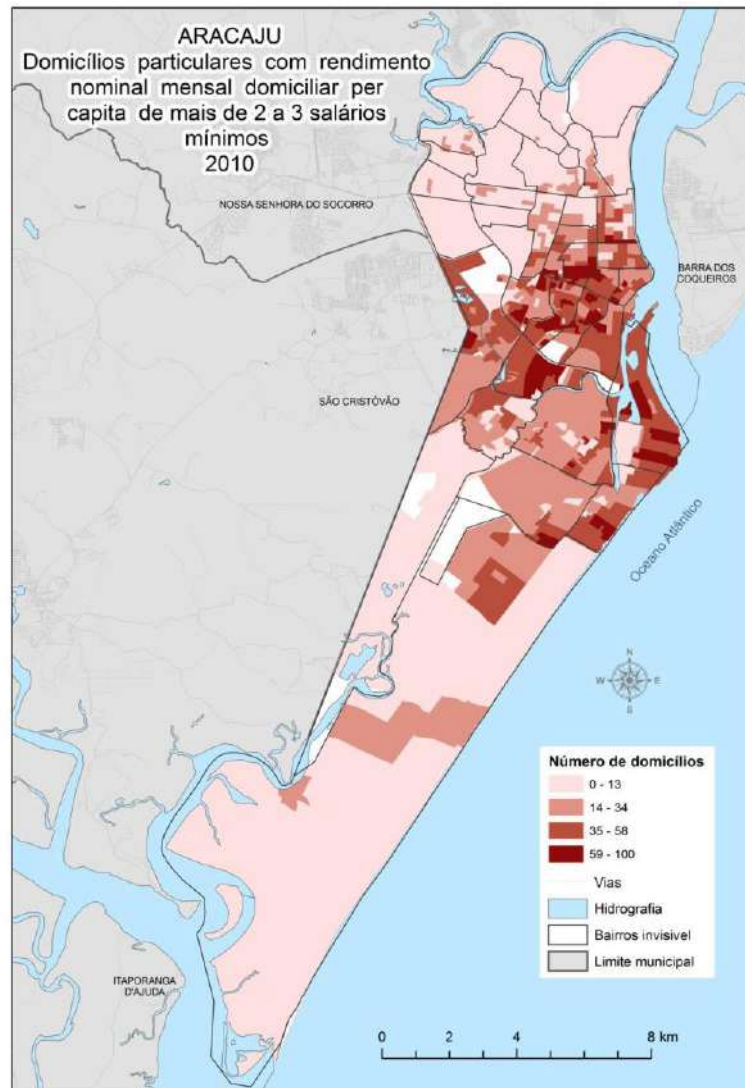 ARACAJU
Domicílios particulares com rendimento
nominal mensal domiciliar per
capita de mais de 2 a 3 salários
mínimos
2010
NOSSA SENHORA DO SOCORRO
BARRA DOS
COQUEIROS
SÃO CRISTÓVÃO
Oceano Atlântico
N
W
E
S
Número de domicílios
0 - 13
14 - 34
35 - 58
59 - 100
Vias
Hidrografia
Bairros invisivel
Limite municipal
ITAPORANGA
D'AJUDA
0 2 4 8 km